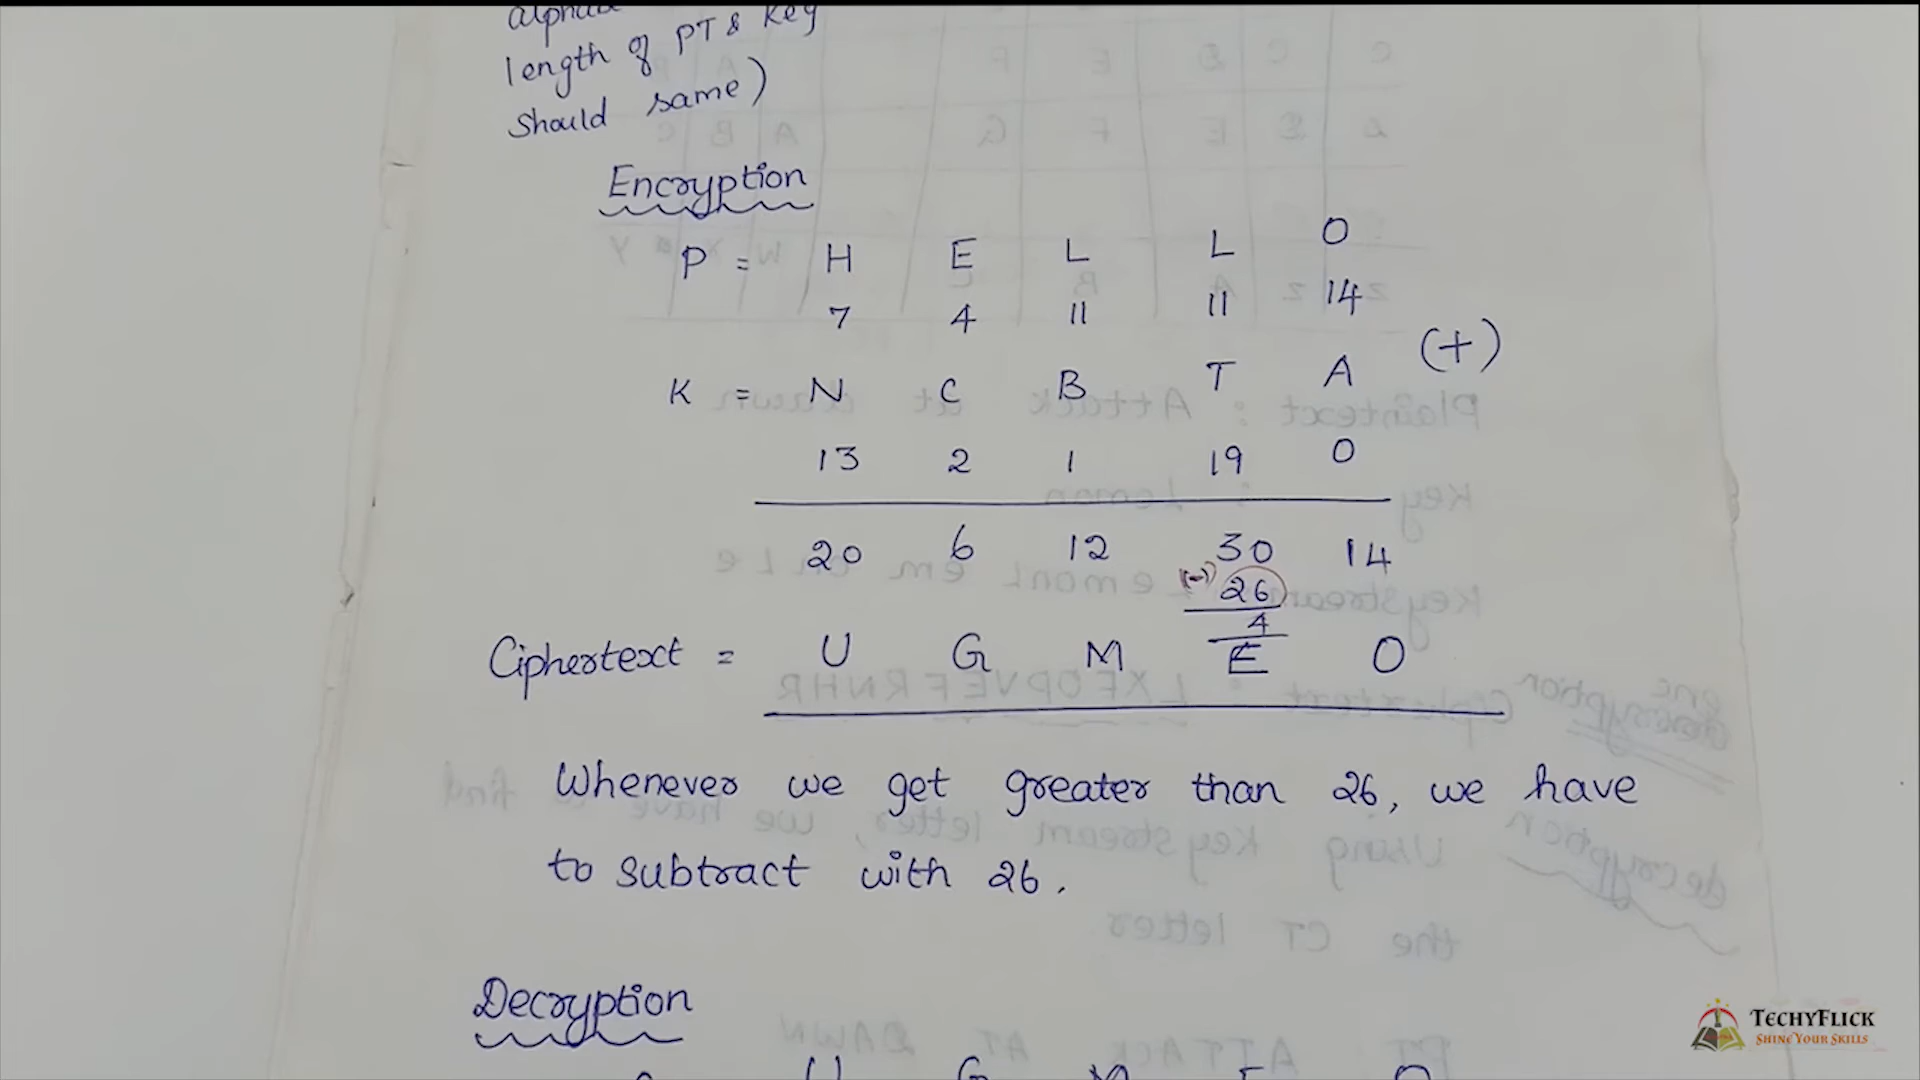 length of PT & Key
should same)
Encryption
P = H E L L O
7 4 11 11 14
(+)
K = N C B T A
13 2 1 19 0
20 6 12 30 14
(-) 26
4
Ciphertext = U G M E O
Whenever we get greater than 26, we have
to subtract with 26.
Decryption
U G M E O
TECHYFLICK
SHINE YOUR SKILLS